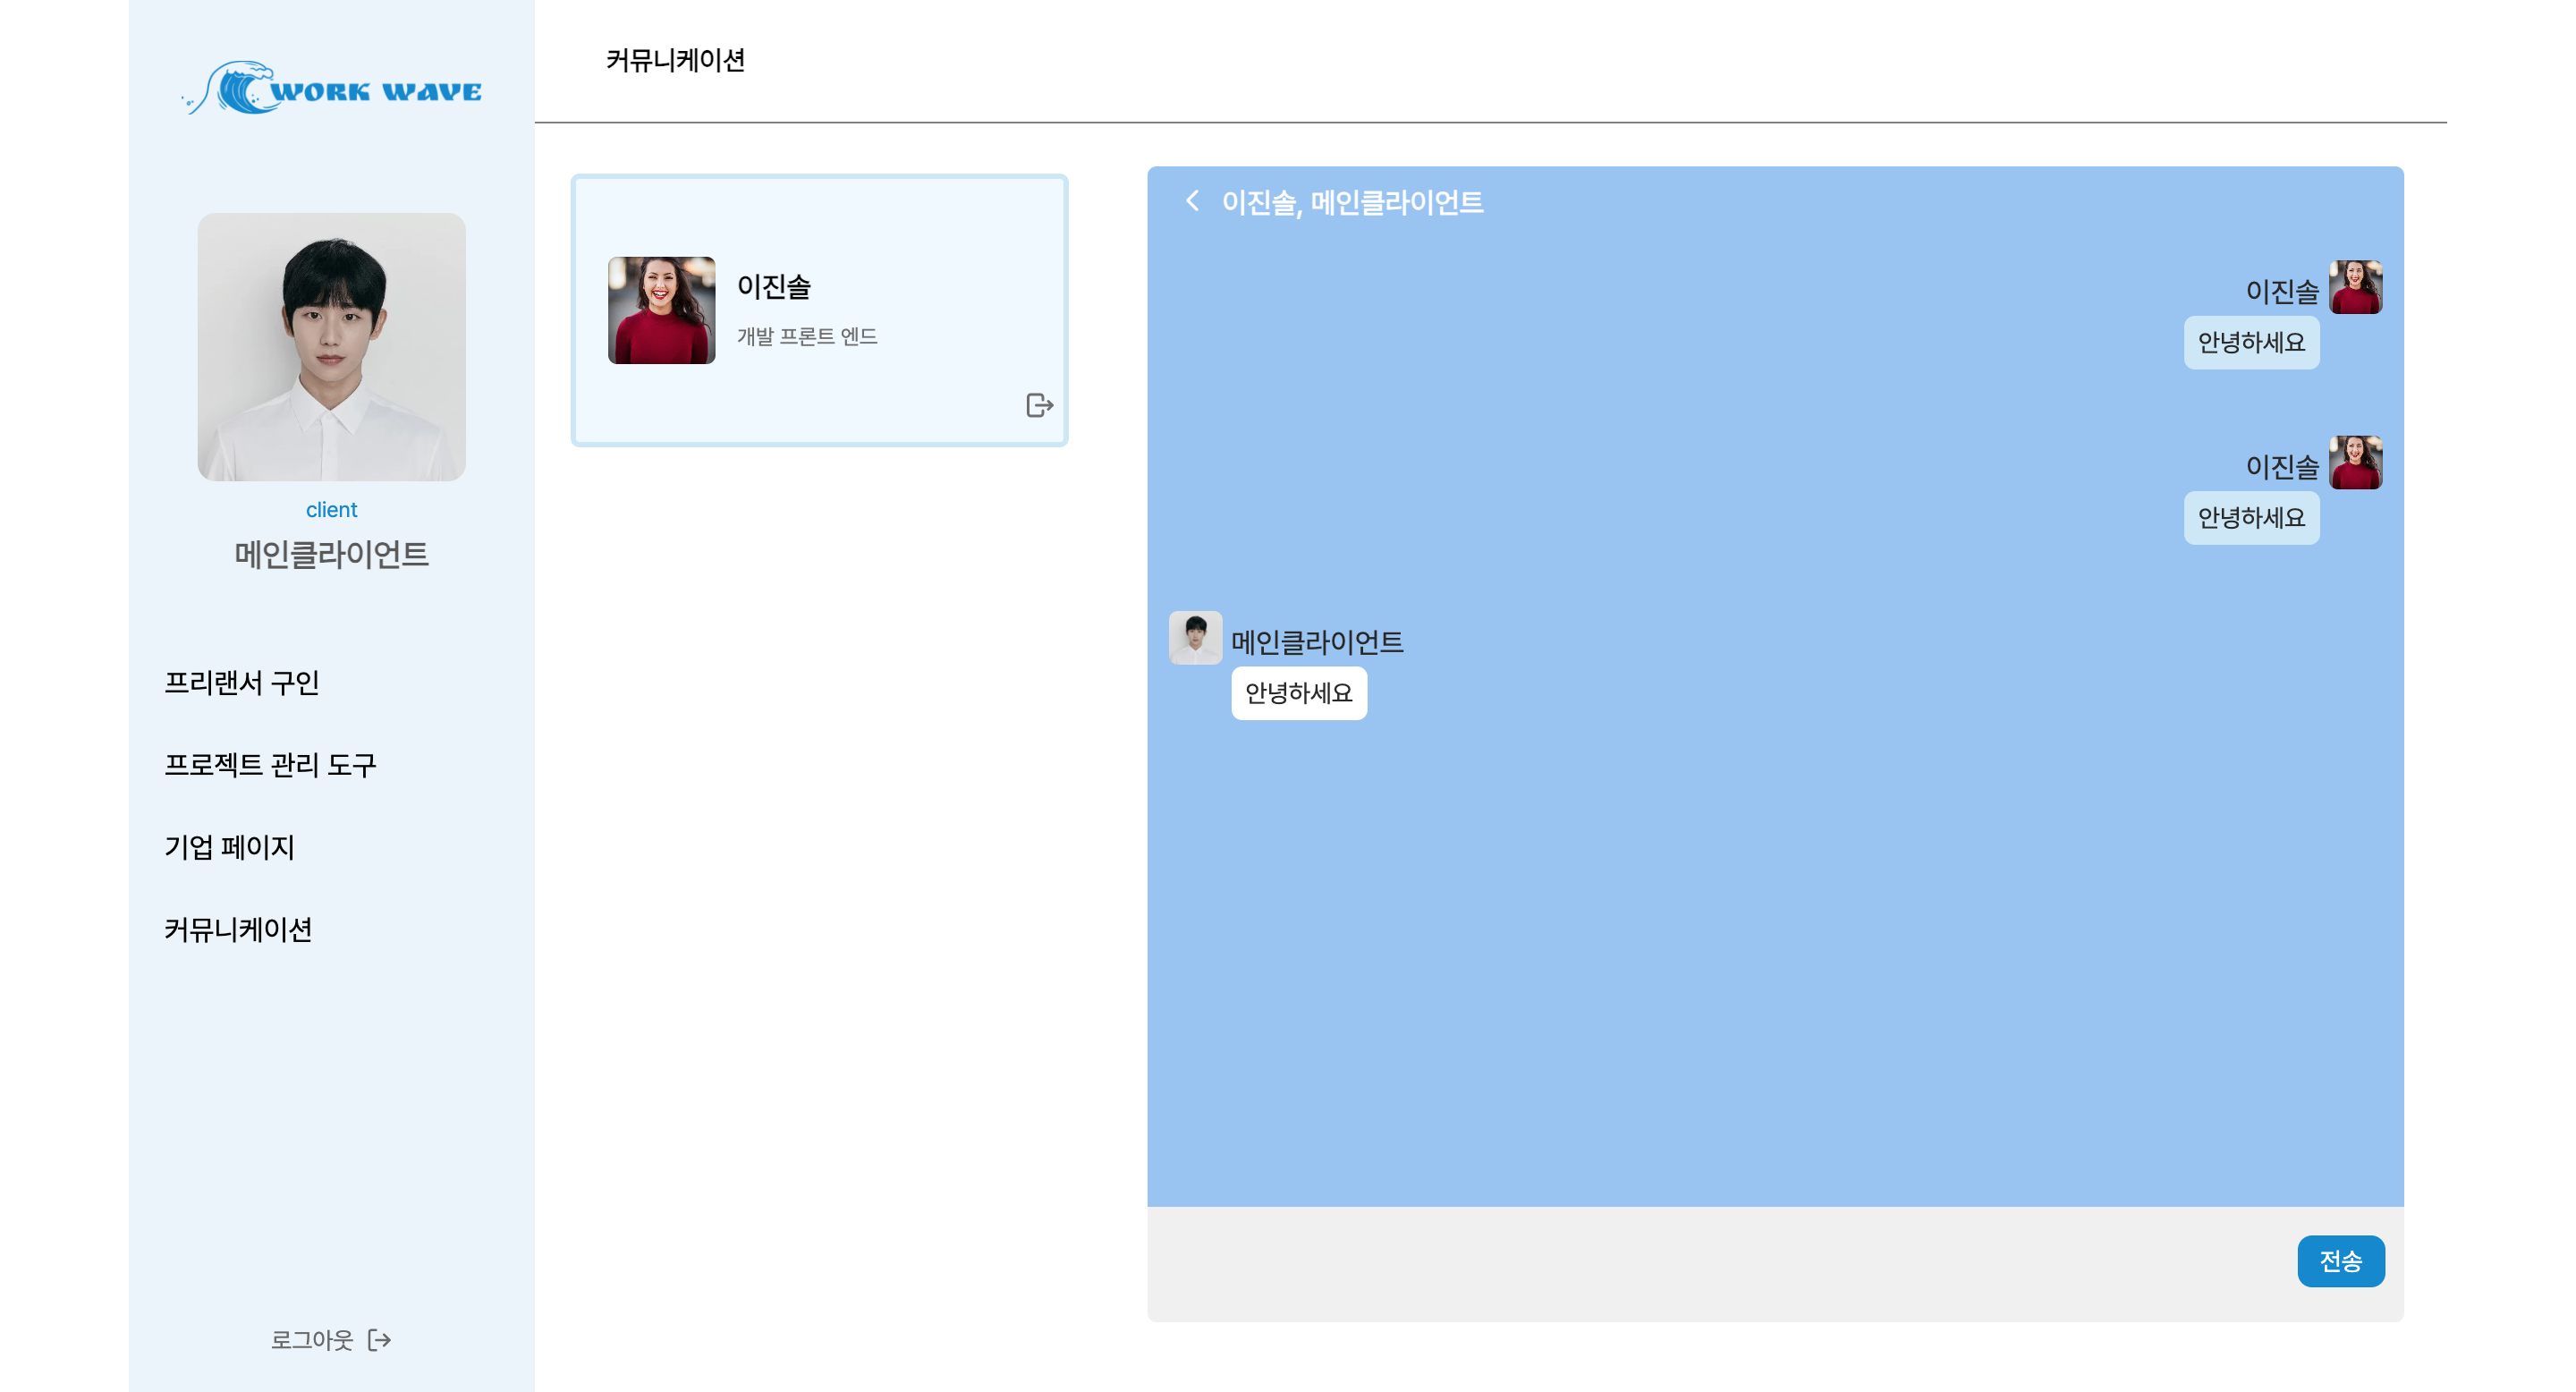 WORK WAVE
client
메인클라이언트
프리랜서 구인
프로젝트 관리 도구
기업 페이지
커뮤니케이션
로그아웃
커뮤니케이션
이진솔
개발 프론트 엔드
이진솔, 메인클라이언트
이진솔
안녕하세요
이진솔
안녕하세요
메인클라이언트
안녕하세요
전송